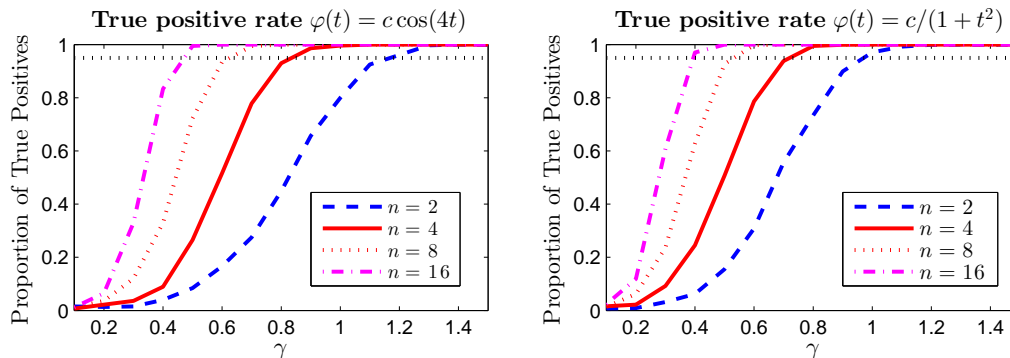 True positive rate φ(t) = c cos(4t)
Proportion of True Positives
1
0.8
0.6
0.4
0.2
0
0.2 0.4 0.6 0.8 1 1.2 1.4
γ
n = 2
n = 4
n = 8
n = 16
True positive rate φ(t) = c/(1 + t²)
Proportion of True Positives
1
0.8
0.6
0.4
0.2
0
0.2 0.4 0.6 0.8 1 1.2 1.4
γ
n = 2
n = 4
n = 8
n = 16